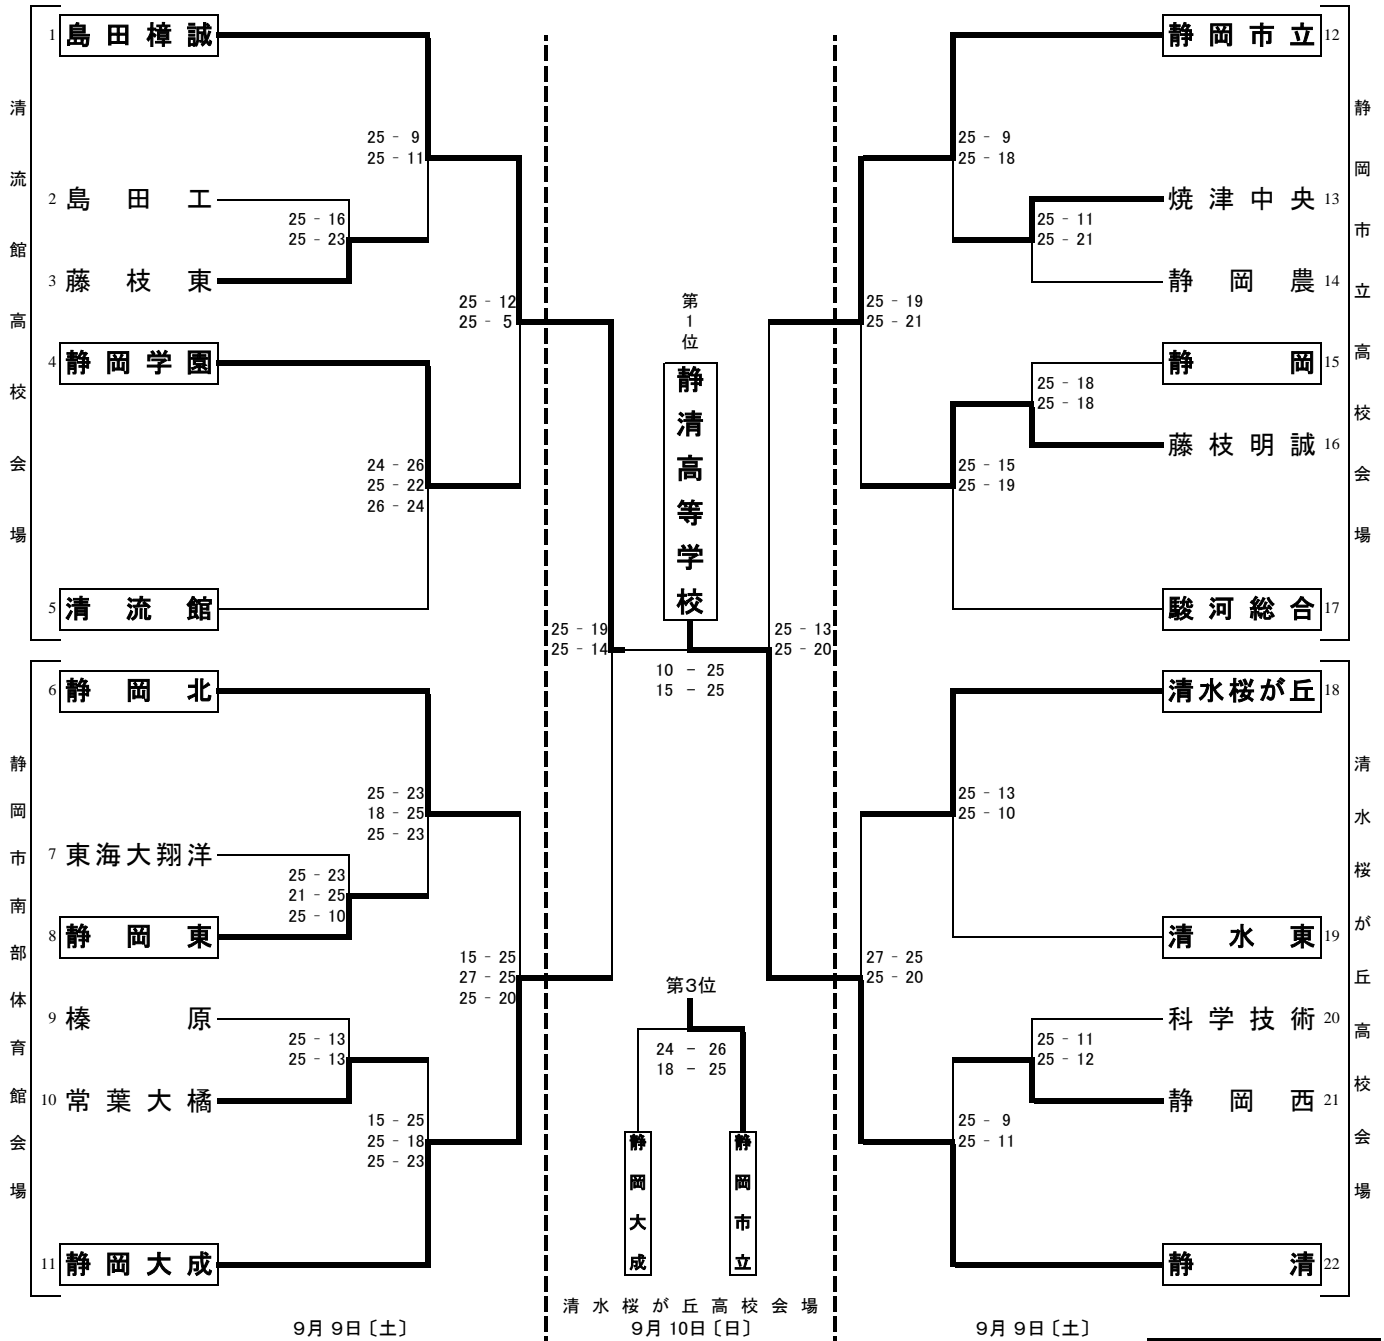 清流館高校会場
1 島田樟誠
25 - 9
25 - 11
2 島田工
25 - 16
25 - 23
3 藤枝東
25 - 12
25 - 5
4 静岡学園
24 - 26
25 - 22
26 - 24
5 清流館
25 - 19
25 - 14
静岡市南部体育館会場
6 静岡北
25 - 23
18 - 25
25 - 23
7 東海大翔洋
25 - 23
21 - 25
25 - 10
8 静岡東
15 - 25
27 - 25
25 - 20
9 榛原
25 - 13
25 - 13
10 常葉大橘
15 - 25
25 - 18
25 - 23
11 静岡大成
9月 9日〔土〕
第1位
静清高等学校
10 - 25
15 - 25
第3位
24 - 26
18 - 25
静岡大成
静岡市立
清水桜が丘高校会場
9月 10日〔日〕
静岡市立高校会場
静岡市立 12
25 - 9
25 - 18
焼津中央 13
25 - 11
25 - 21
静岡農 14
25 - 19
25 - 21
静岡 15
25 - 18
25 - 18
藤枝明誠 16
25 - 15
25 - 19
駿河総合 17
25 - 13
25 - 20
清水桜が丘高校会場
清水桜が丘 18
25 - 13
25 - 10
清水東 19
27 - 25
25 - 20
科学技術 20
25 - 11
25 - 12
静岡西 21
25 - 9
25 - 11
静清 22
9月 9日〔土〕